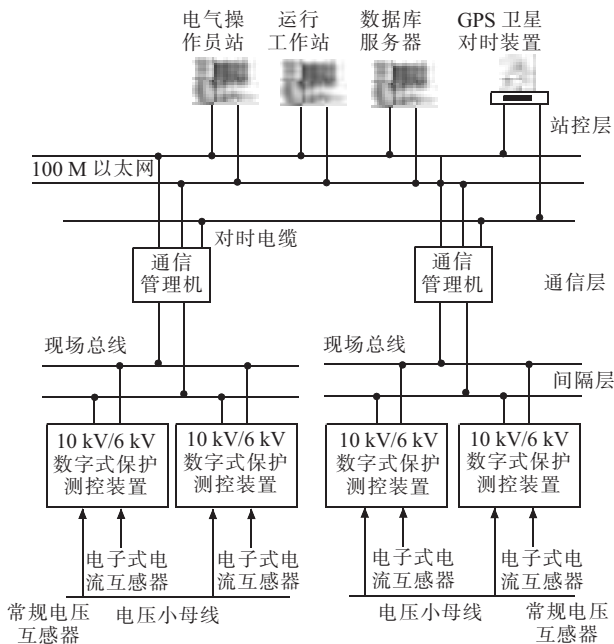 电气操
作员站
运行
工作站
数据库
服务器
GPS 卫星
对时装置
站控层
100 M 以太网
对时电缆
通信
管理机
通信
管理机
通信层
现场总线
现场总线
间隔层
10 kV/6 kV
数字式保护
测控装置
10 kV/6 kV
数字式保护
测控装置
10 kV/6 kV
数字式保护
测控装置
10 kV/6 kV
数字式保护
测控装置
电子式电
流互感器
电子式电
流互感器
电子式电
流互感器
电子式电
流互感器
常规电压
互感器
电压小母线
电压小母线
常规电压
互感器